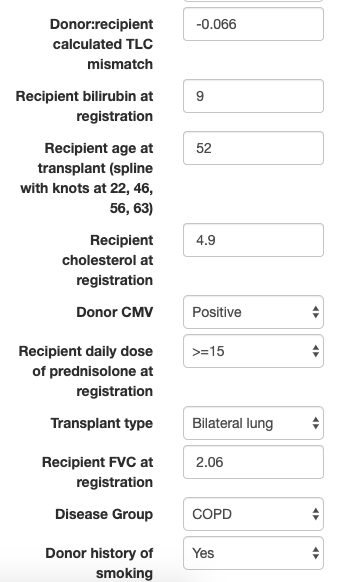 Donor:recipient
calculated TLC
mismatch
-0.066
Recipient bilirubin at
registration
9
Recipient age at
transplant (spline
with knots at 22, 46,
56, 63)
52
Recipient
cholesterol at
registration
4.9
Donor CMV
Positive
Recipient daily dose
of prednisolone at
registration
>=15
Transplant type
Bilateral lung
Recipient FVC at
registration
2.06
Disease Group
COPD
Donor history of
smoking
Yes